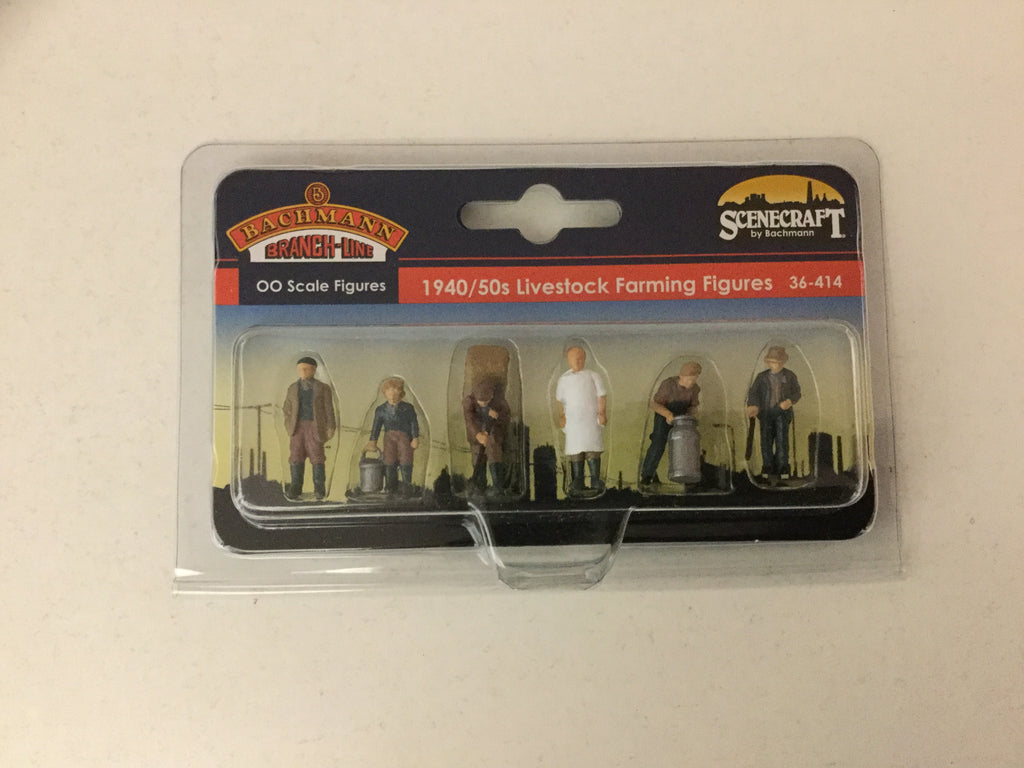 B
BACHMANN
BRANCH-LINE
OO Scale Figures
SCENECRAFT
by Bachmann
1940/50s Livestock Farming Figures 36-414